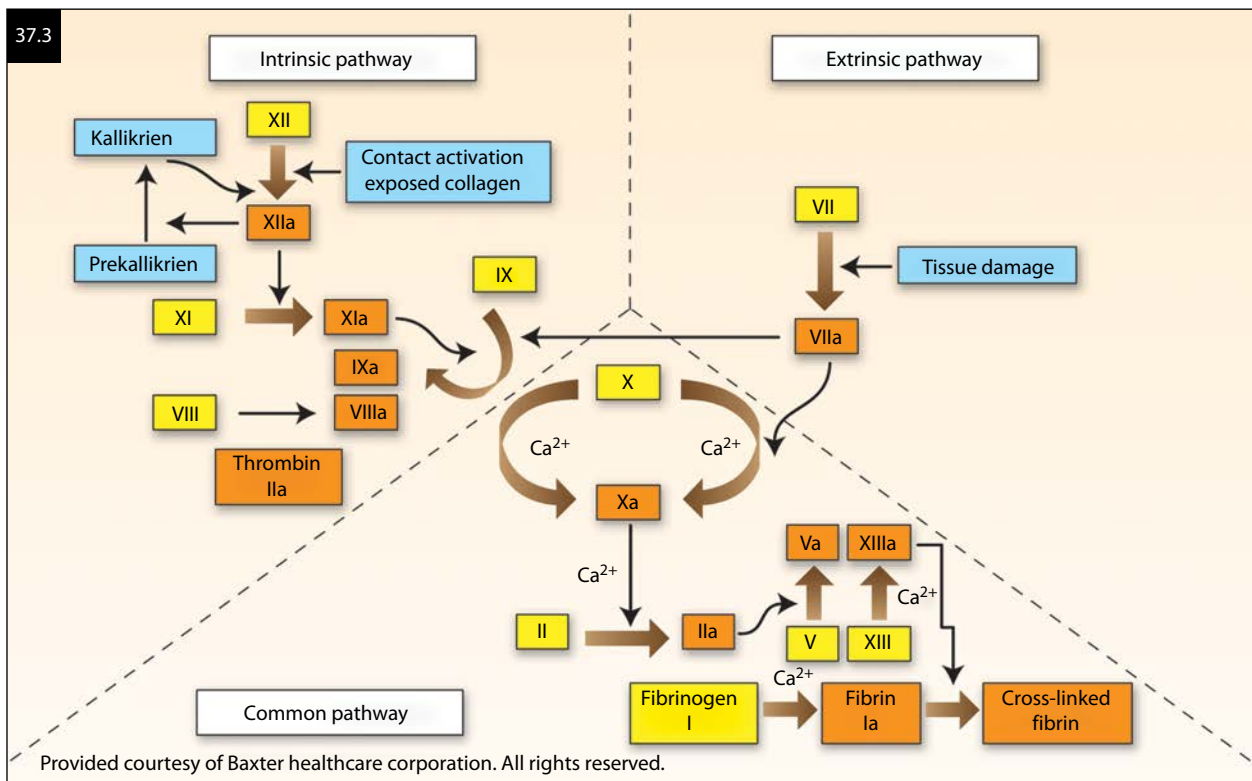 37.3
Intrinsic pathway
Extrinsic pathway
XII
Kallikrien
Contact activation
exposed collagen
XIIa
Prekallikrien
XI
XIa
IX
IXa
VIII
VIIIa
Thrombin
IIa
VII
Tissue damage
VIIa
X
Ca2+
Ca2+
Xa
Ca2+
Va
XIIIa
Ca2+
II
IIa
V
XIII
Ca2+
Fibrinogen
I
Fibrin
Ia
Cross-linked
fibrin
Common pathway
Provided courtesy of Baxter healthcare corporation. All rights reserved.